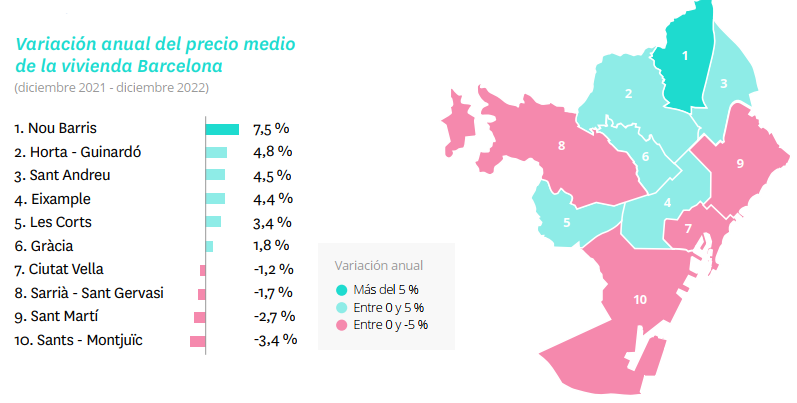 Variación anual del precio medio
de la vivienda Barcelona
(diciembre 2021 - diciembre 2022)
1. Nou Barris 7,5 %
2. Horta - Guinardó 4,8 %
3. Sant Andreu 4,5 %
4. Eixample 4,4 %
5. Les Corts 3,4 %
6. Gràcia 1,8 %
7. Ciutat Vella -1,2 %
8. Sarrià - Sant Gervasi -1,7 %
9. Sant Martí -2,7 %
10. Sants - Montjuïc -3,4 %
Variación anual
Más del 5 %
Entre 0 y 5 %
Entre 0 y -5 %
1
3
2
8
6
9
4
5
7
10